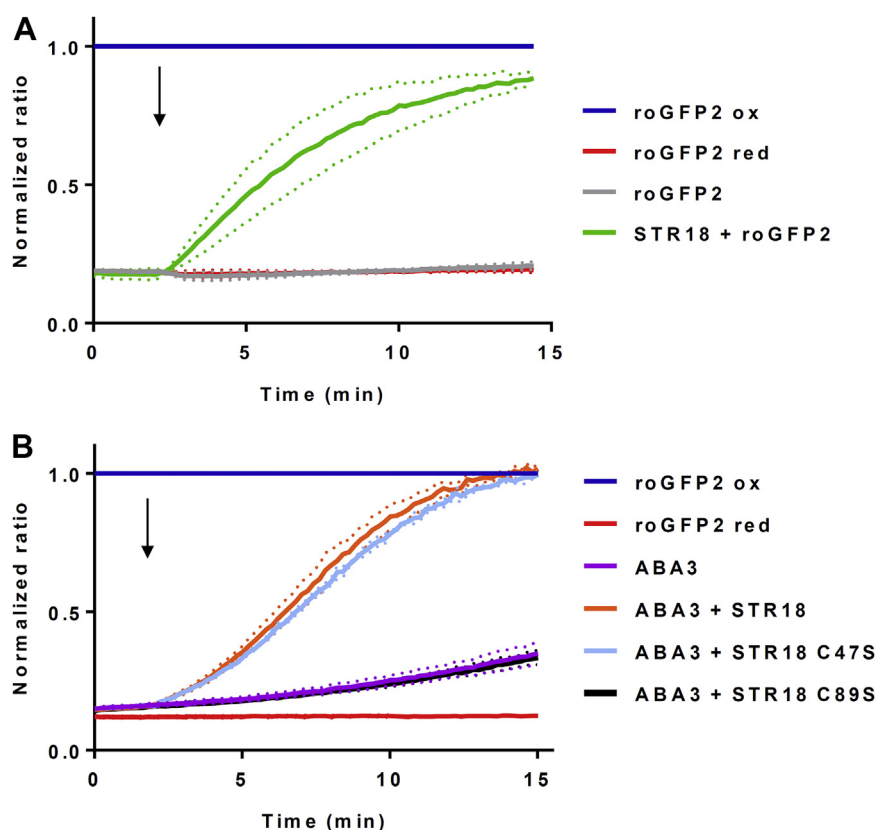 A
Normalized ratio
1.0
0.5
0.0
0
5
10
15
Time (min)
roGFP2 ox
roGFP2 red
roGFP2
STR18 + roGFP2
B
Normalized ratio
1.0
0.5
0.0
0
5
10
15
Time (min)
roGFP2 ox
roGFP2 red
ABA3
ABA3 + STR18
ABA3 + STR18 C47S
ABA3 + STR18 C89S